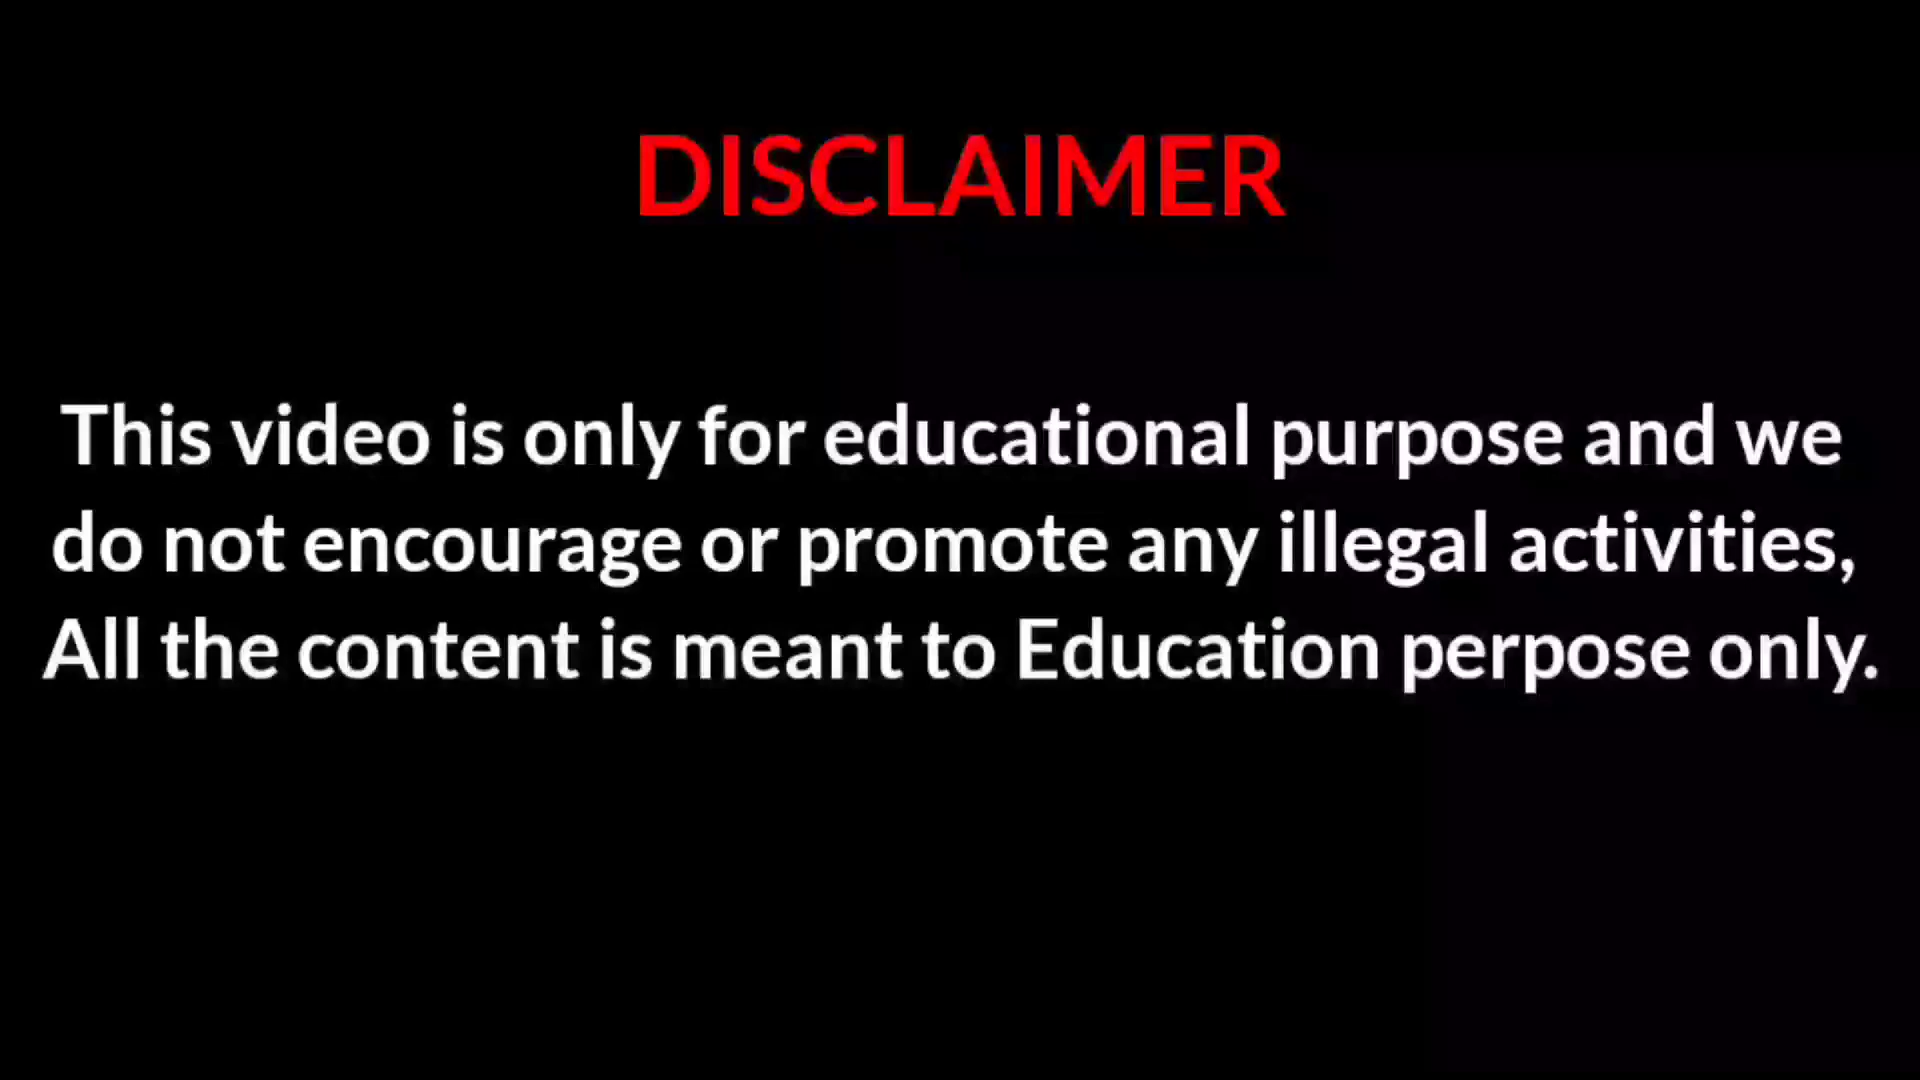 DISCLAIMER
This video is only for educational purpose and we
do not encourage or promote any illegal activities,
All the content is meant to Education perpose only.